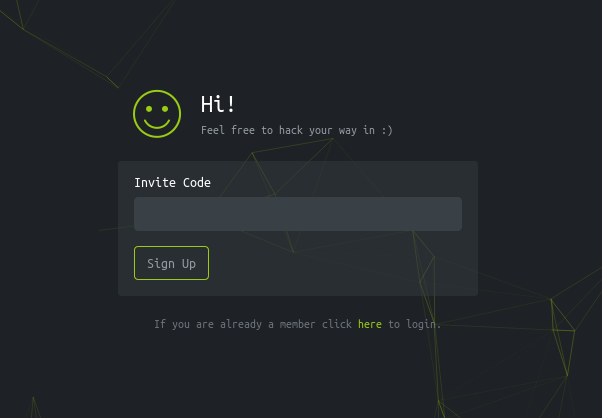 Hi!
Feel free to hack your way in :)
Invite Code
Sign Up
If you are already a member click here to login.